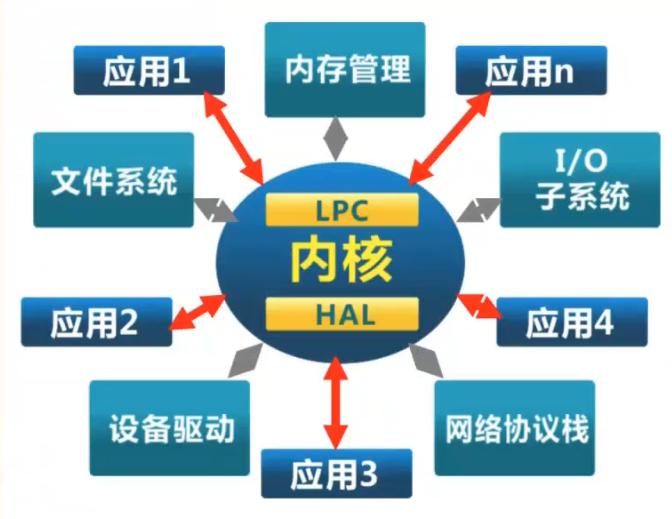 应用1
内存管理
应用n
文件系统
I/O
子系统
LPC
内核
HAL
应用2
应用4
设备驱动
网络协议栈
应用3